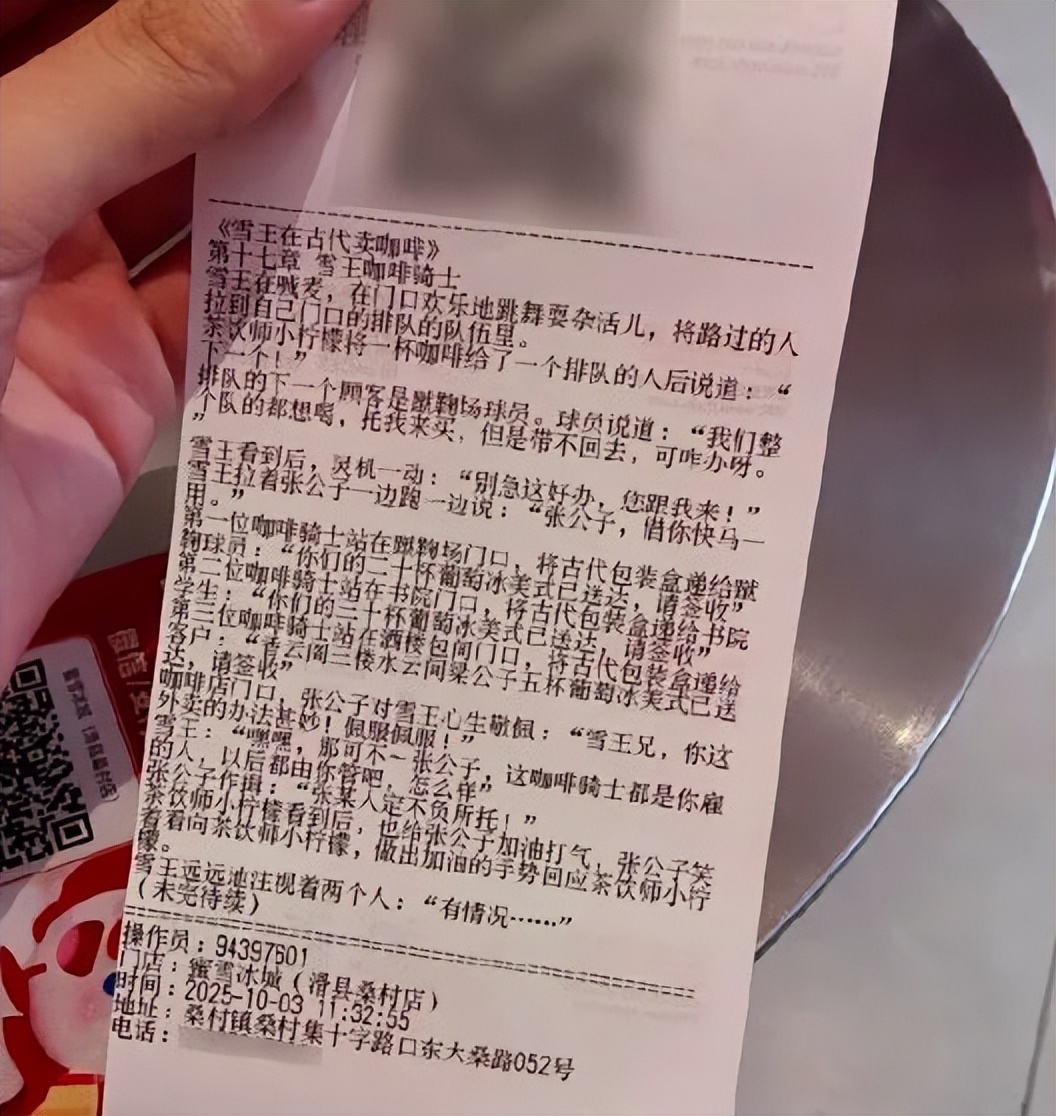 《雪王在古代卖咖啡》
第十七章 雪王咖啡骑士
雪王在喊麦，在门口欢乐地跳舞耍杂活儿，将路过的人
拉到自己门口的排队的队伍里。
茶饮师小柠檬将一杯咖啡给了一个排队的人后说道：“
下一个！”
排队的下一个顾客是蹴鞠场球员。球员说道：“我们整
个队的都想喝，托我来买，但是带不回去，可咋办呀。
”
雪王看到后，灵机一动：“别急这好办，您跟我来！”
雪王拉着张公子一边跑一边说：“张公子，借你快马一
用。”
第一位咖啡骑士站在蹴鞠场门口，将古代包装盒递给蹴
鞠球员：“你们的二十杯葡萄冰美式已送达，请签收”
第二位咖啡骑士站在书院门口，将古代包装盒递给书院
学生：“你们的三十杯葡萄冰美式已送达，请签收”
第三位咖啡骑士站在酒楼包间门口，将古代包装盒递给
客户：“青云阁二楼水云间梁公子五杯葡萄冰美式已送
达，请签收”
咖啡店门口，张公子对雪王心生敬佩：“雪王兄，你这
外卖的办法甚妙！佩服佩服！”
雪王：“嘿嘿，那可不~张公子，这咖啡骑士都是你雇
的人，以后都由你管吧，怎么样”
张公子作揖：“张某人定不负所托！”
茶饮师小柠檬看到后，也给张公子加油打气，张公子笑
着看向茶饮师小柠檬，做出加油的手势回应茶饮师小柠
檬。
雪王远远地注视着两个人：“有情况……”
（未完待续）
操作员：94397601
门店：蜜雪冰城（滑县桑村店）
时间：2025-10-03 11:32:55
地址：桑村镇桑村集十字路口东大桑路052号
电话：